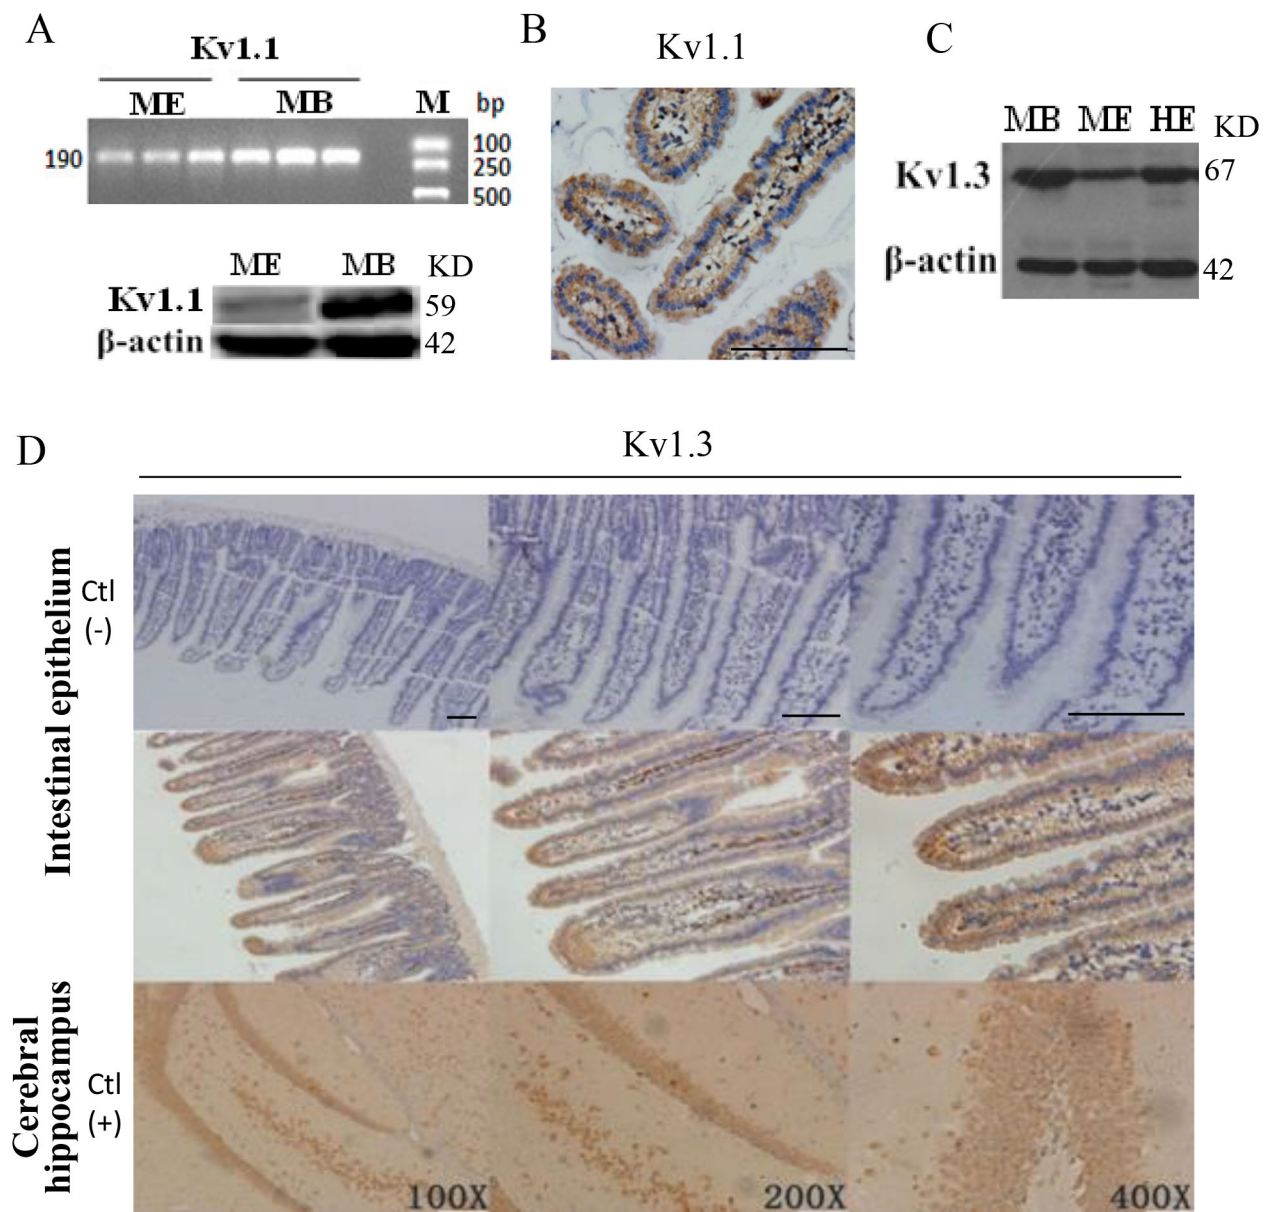 A
Kv1.1
ME MB M bp
190
100
250
500
ME MB KD
Kv1.1 59
β-actin 42
B
Kv1.1
C
MB ME HE KD
Kv1.3 67
β-actin 42
D
Kv1.3
Intestinal epithelium
Ctl
(-)
Cerebral
hippocampus
Ctl
(+)
100X 200X 400X